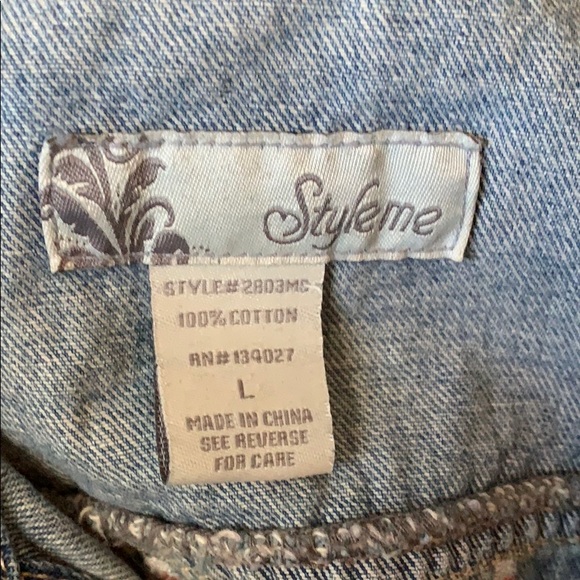 Styleme
STYLE# 2803MC
100% COTTON
RN# 134027
L
MADE IN CHINA
SEE REVERSE
FOR CARE